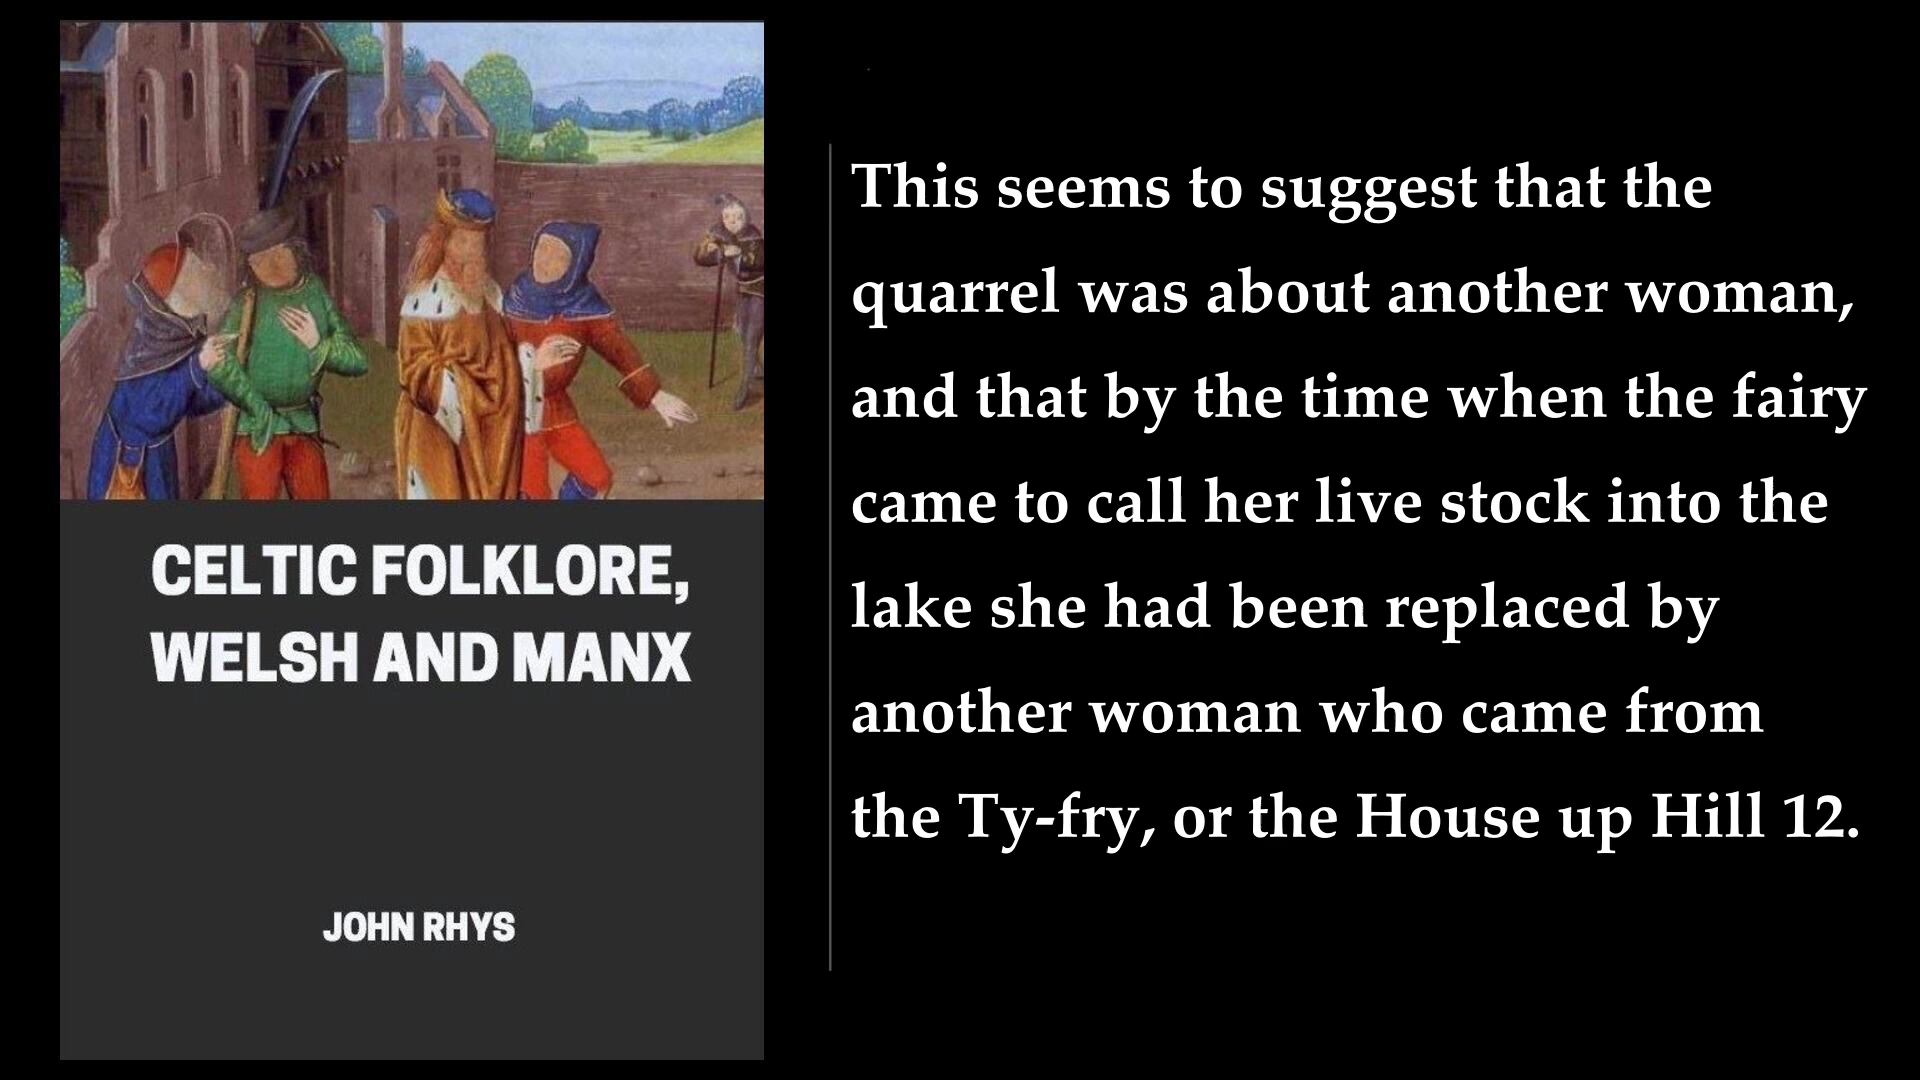 CELTIC FOLKLORE,
WELSH AND MANX
JOHN RHYS
This seems to suggest that the
quarrel was about another woman,
and that by the time when the fairy
came to call her live stock into the
lake she had been replaced by
another woman who came from
the Ty-fry, or the House up Hill 12.